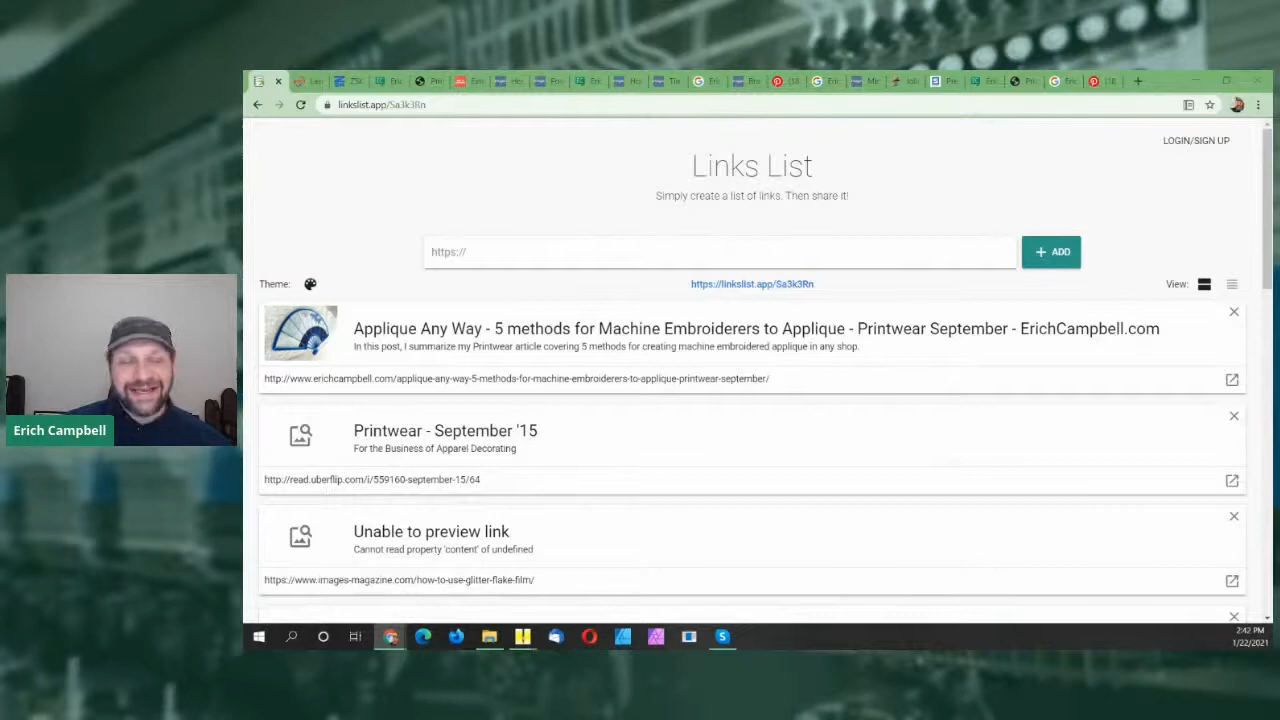 linkslist.app/Sa3k3Rn
LOGIN/SIGN UP
Links List
Simply create a list of links. Then share it!
https://
+ ADD
Theme:
https://linkslist.app/Sa3k3Rn
View:
Applique Any Way - 5 methods for Machine Embroiderers to Applique - Printwear September - ErichCampbell.com
In this post, I summarize my Printwear article covering 5 methods for creating machine embroidered applique in any shop.
http://www.erichcampbell.com/applique-any-way-5-methods-for-machine-embroiderers-to-applique-printwear-september/
Printwear - September '15
For the Business of Apparel Decorating
http://read.uberflip.com/i/559160-september-15/64
Unable to preview link
Cannot read property 'content' of undefined
https://www.images-magazine.com/how-to-use-glitter-flake-film/
Erich Campbell
2:42 PM
1/22/2021